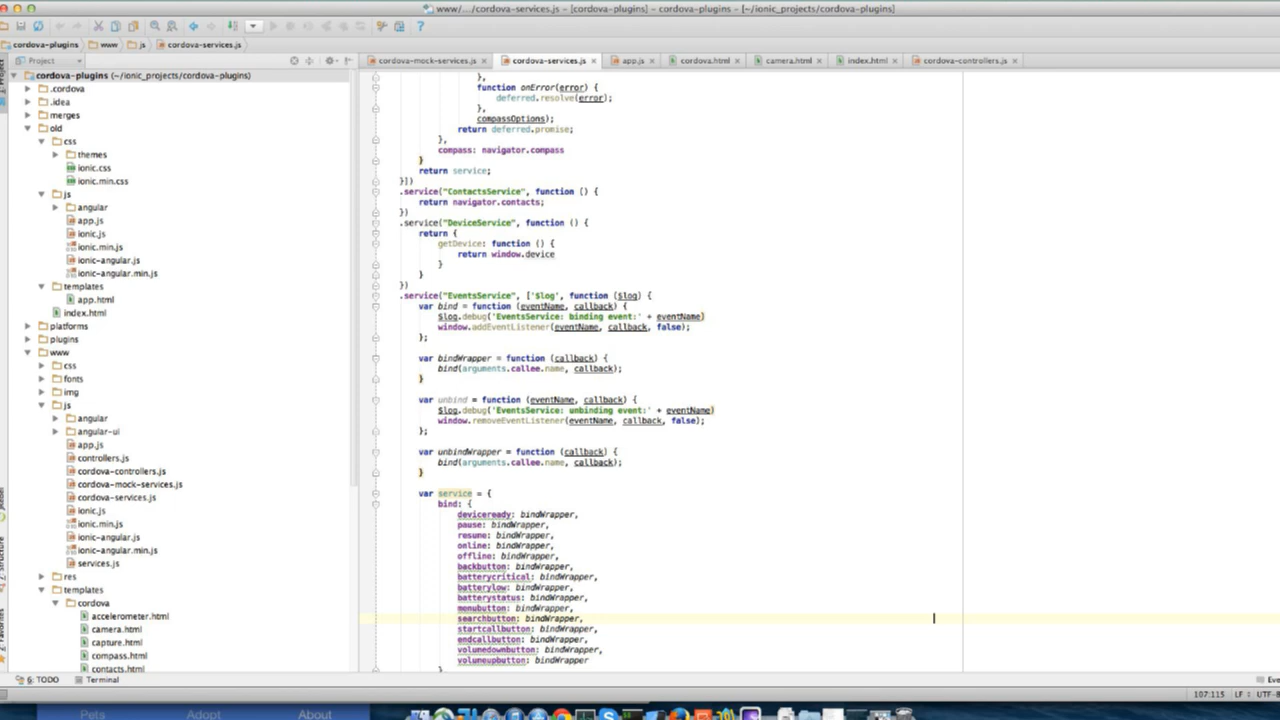 www/.../cordova-services.js - [cordova-plugins] - cordova-plugins - [~/ionic_projects/cordova-plugins]
cordova-plugins www js cordova-services.js
Project
cordova-mock-services.js cordova-services.js app.js cordova.html camera.html index.html cordova-controllers.js
cordova-plugins (~/ionic_projects/cordova-plugins)
.cordova
.idea
merges
old
css
themes
ionic.css
ionic.min.css
js
angular
app.js
ionic.js
ionic.min.js
ionic-angular.js
ionic-angular.min.js
templates
app.html
index.html
platforms
plugins
www
css
fonts
img
js
angular
angular-ui
app.js
controllers.js
cordova-controllers.js
cordova-mock-services.js
cordova-services.js
ionic.js
ionic.min.js
ionic-angular.js
ionic-angular.min.js
services.js
res
templates
cordova
accelerometer.html
camera.html
capture.html
compass.html
contacts.html
},
function onError(error) {
deferred.resolve(error);
},
compassOptions);
return deferred.promise;
},
compass: navigator.compass
}
return service;
}])
.service("ContactsService", function () {
return navigator.contacts;
})
.service("DeviceService", function () {
return {
getDevice: function () {
return window.device
}
}
})
.service("EventsService", ['$log', function ($log) {
var bind = function (eventName, callback) {
$log.debug('EventsService: binding event:' + eventName)
window.addEventListener(eventName, callback, false);
};
var bindWrapper = function (callback) {
bind(arguments.callee.name, callback);
}
var unbind = function (eventName, callback) {
$log.debug('EventsService: unbinding event:' + eventName)
window.removeEventListener(eventName, callback, false);
};
var unbindWrapper = function (callback) {
bind(arguments.callee.name, callback);
}
var service = {
bind: {
deviceready: bindWrapper,
pause: bindWrapper,
resume: bindWrapper,
online: bindWrapper,
offline: bindWrapper,
backbutton: bindWrapper,
batterycritical: bindWrapper,
batterylow: bindWrapper,
batterystatus: bindWrapper,
menubutton: bindWrapper,
searchbutton: bindWrapper,
startcallbutton: bindWrapper,
endcallbutton: bindWrapper,
volumedownbutton: bindWrapper,
volumeupbutton: bindWrapper
6: TODO Terminal
107:115 LF UTF-8
Pets Adopt About